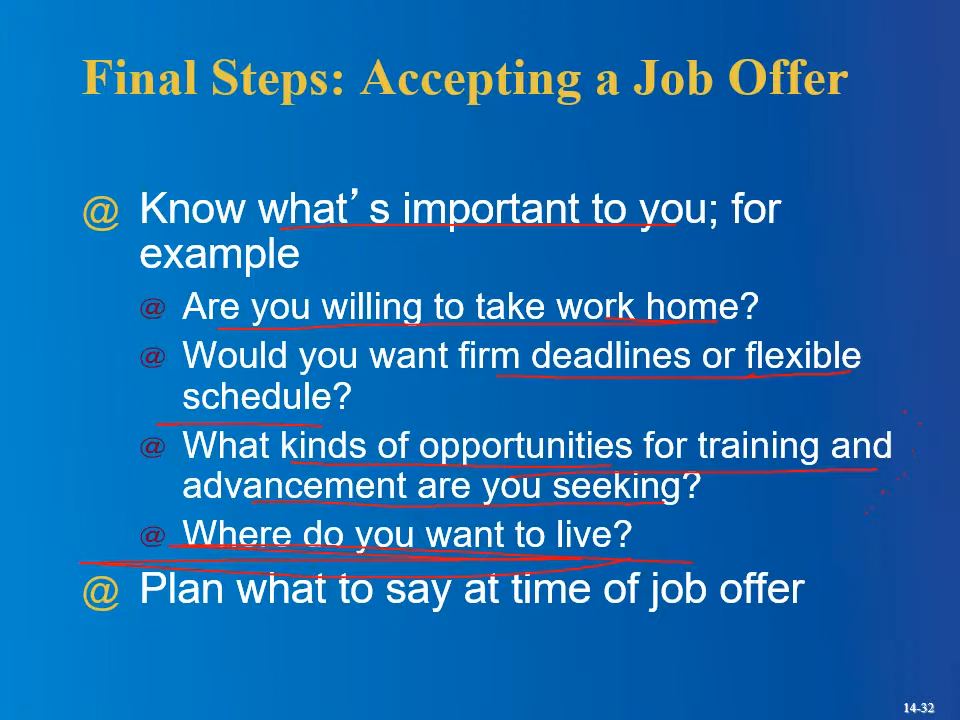 Final Steps: Accepting a Job Offer
@ Know what's important to you; for
example
@ Are you willing to take work home?
@ Would you want firm deadlines or flexible
schedule?
@ What kinds of opportunities for training and
advancement are you seeking?
@ Where do you want to live?
@ Plan what to say at time of job offer
14-32